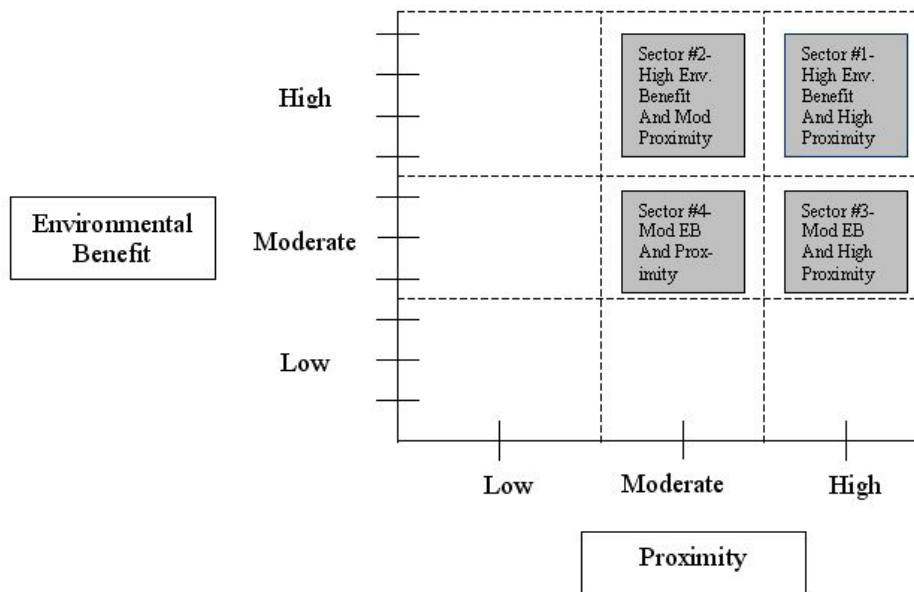 Sector #2-
High Env.
Benefit
And Mod
Proximity
Sector #1-
High Env.
Benefit
And High
Proximity
High
Environmental
Benefit
Moderate
Sector #4-
Mod EB
And Prox-
imity
Sector #3-
Mod EB
And High
Proximity
Low
Low
Moderate
High
Proximity